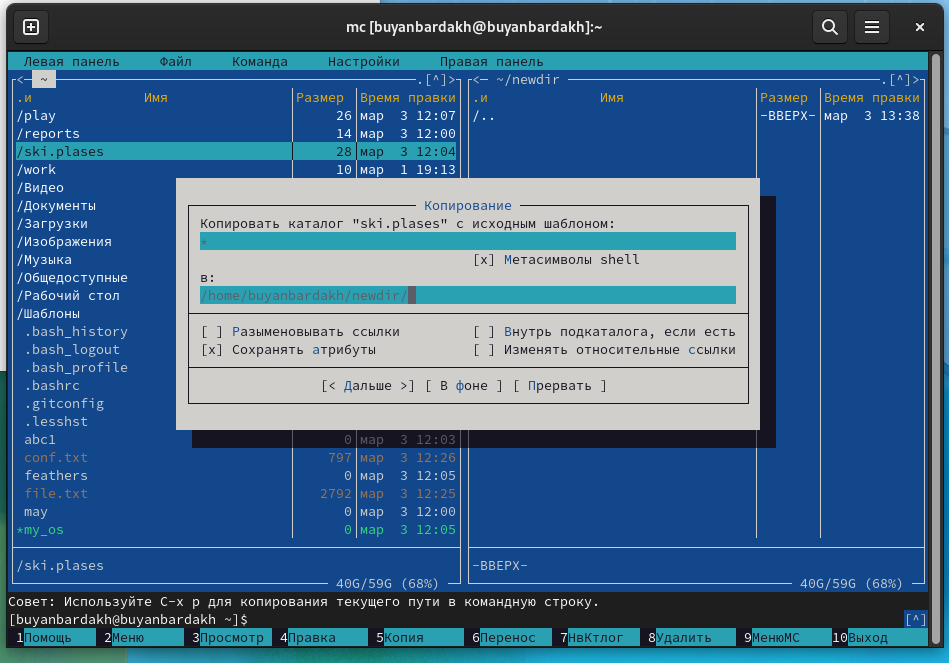 mc [buyanbardakh@buyanbardakh]:~
Левая панель Файл Команда Настройки Правая панель
<— ~ .[^]> <— ~/newdir .[^]>
.и Имя Размер Время правки .и Имя Размер Время правки
/play 26 мар 3 12:07 /.. -ВВЕРХ- мар 3 13:38
/reports 14 мар 3 12:00
/ski.plases 28 мар 3 12:04
/work 10 мар 1 19:13
/Видео
/Документы
/Загрузки
/Изображения
/Музыка
/Общедоступные
/Рабочий стол
/Шаблоны
.bash_history
.bash_logout
.bash_profile
.bashrc
.gitconfig
.lesshst
Копирование
Копировать каталог "ski.plases" с исходным шаблоном:
*
[x] Метасимволы shell
в:
/home/buyanbardakh/newdir/
[ ] Разыменовывать ссылки [ ] Внутрь подкаталога, если есть
[x] Сохранять атрибуты [ ] Изменять относительные ссылки
[< Дальше >] [ В фоне ] [ Прервать ]
abc1 0 мар 3 12:03
conf.txt 797 мар 3 12:26
feathers 0 мар 3 12:05
file.txt 2792 мар 3 12:25
may 0 мар 3 12:00
*my_os 0 мар 3 12:05
/ski.plases -ВВЕРХ-
40G/59G (68%) 40G/59G (68%)
Совет: Используйте C-x p для копирования текущего пути в командную строку.
[buyanbardakh@buyanbardakh ~]$ [^]
1Помощь 2Меню 3Просмотр 4Правка 5Копия 6Перенос 7НвКтлог 8Удалить 9МенюМС 10Выход